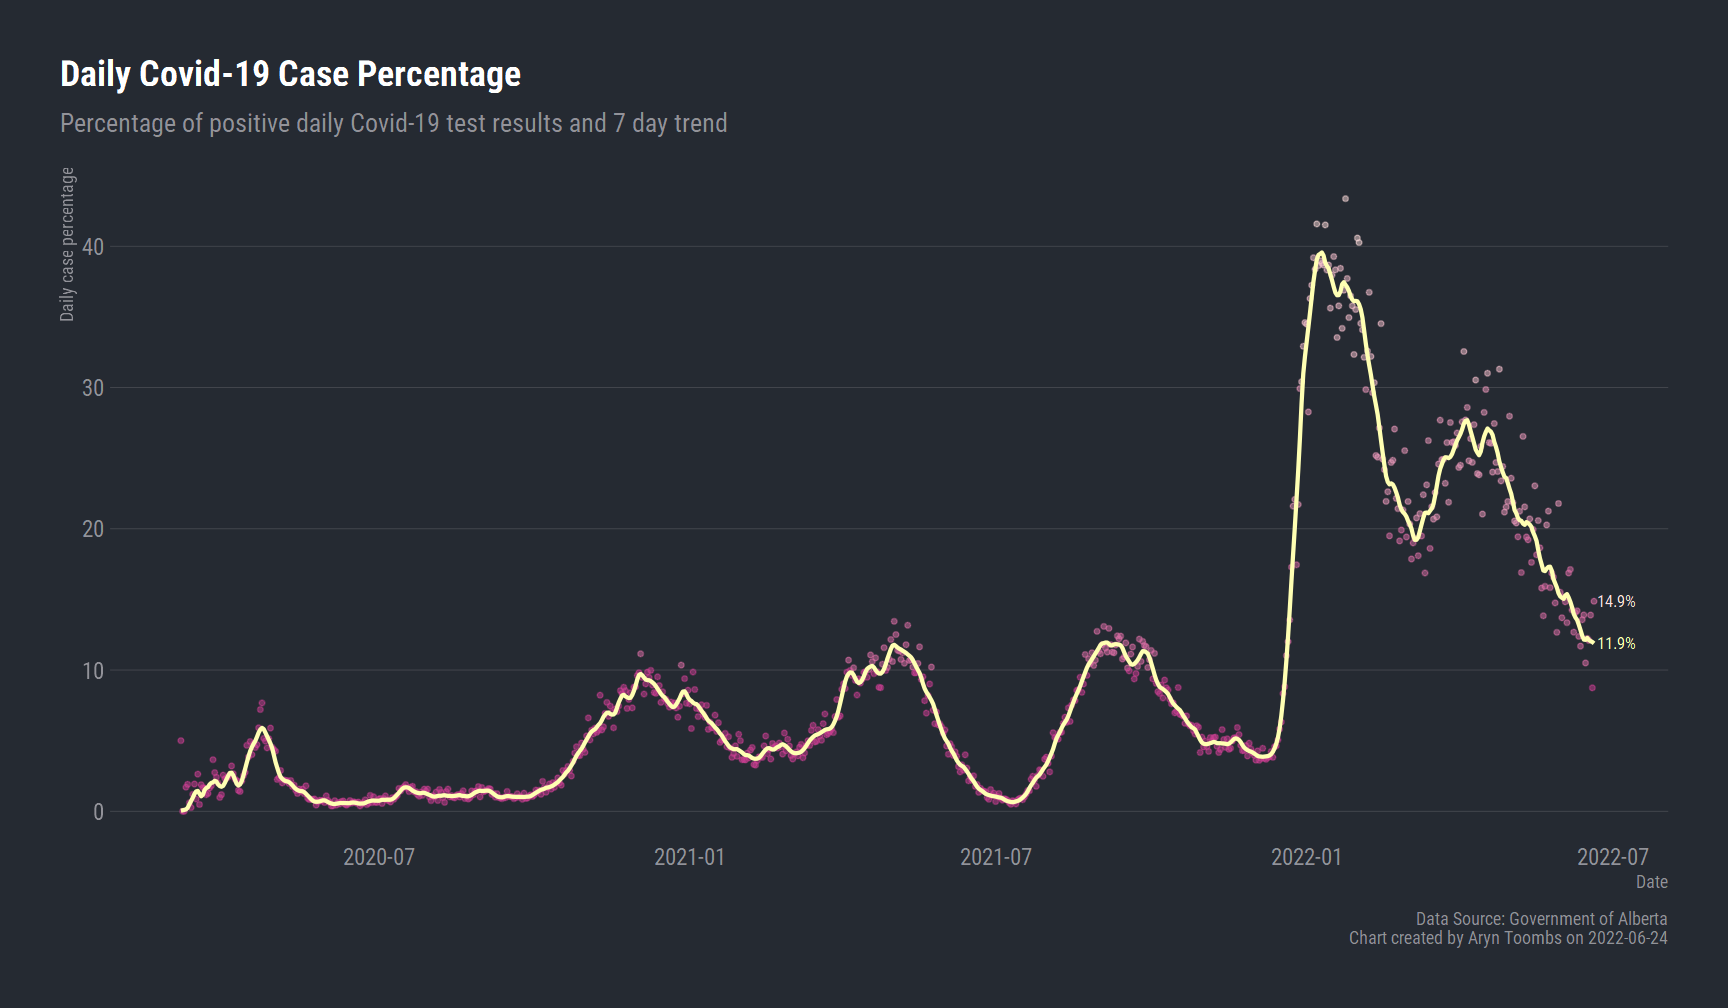 Daily Covid-19 Case Percentage
Percentage of positive daily Covid-19 test results and 7 day trend
Daily case percentage
40
30
20
10
0
14.9%
11.9%
2020-07
2021-01
2021-07
2022-01
2022-07
Date
Data Source: Government of Alberta
Chart created by Aryn Toombs on 2022-06-24